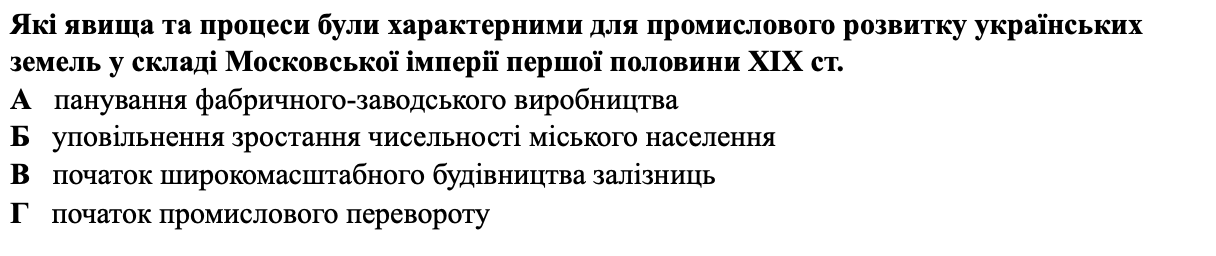 Які явища та процеси були характерними для промислового розвитку українських
земель у складі Московської імперії першої половини ХІХ ст.
А панування фабричного-заводського виробництва
Б уповільнення зростання чисельності міського населення
В початок широкомасштабного будівництва залізниць
Г початок промислового перевороту